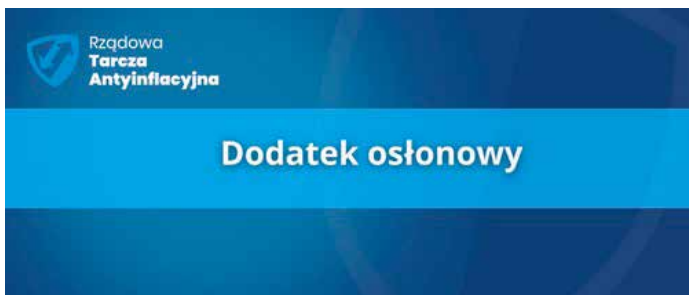 Rządowa
Tarcza
Antyinflacyjna
Dodatek osłonowy